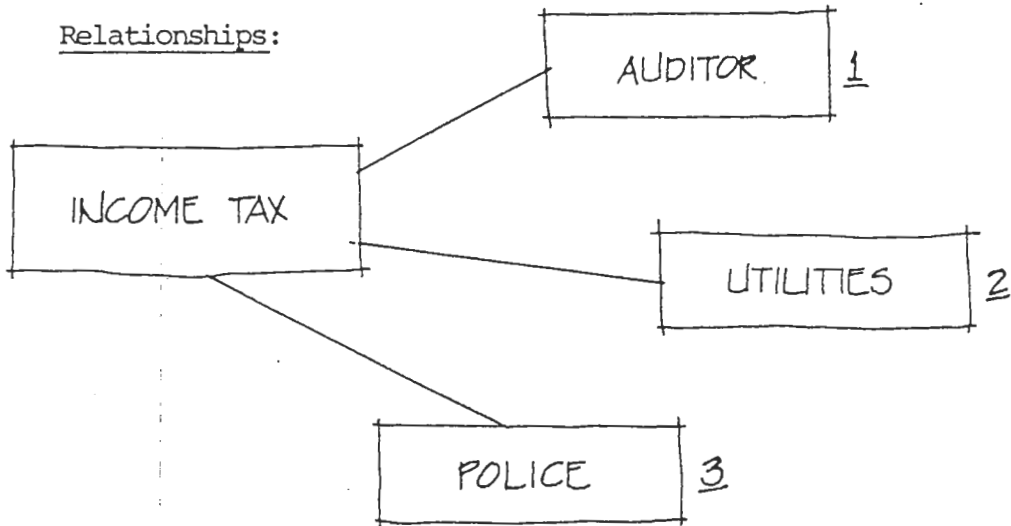 Relationships:
AUDITOR 1
INCOME TAX
UTILITIES 2
POLICE 3